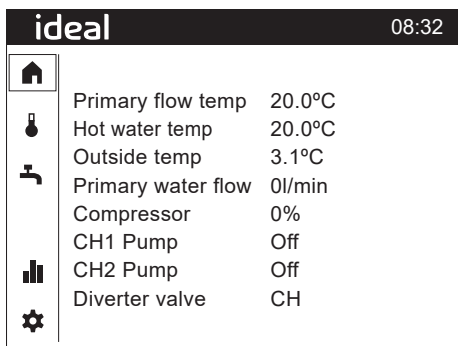 ideal 08:32
Primary flow temp 20.0ºC
Hot water temp 20.0ºC
Outside temp 3.1ºC
Primary water flow 0l/min
Compressor 0%
CH1 Pump Off
CH2 Pump Off
Diverter valve CH